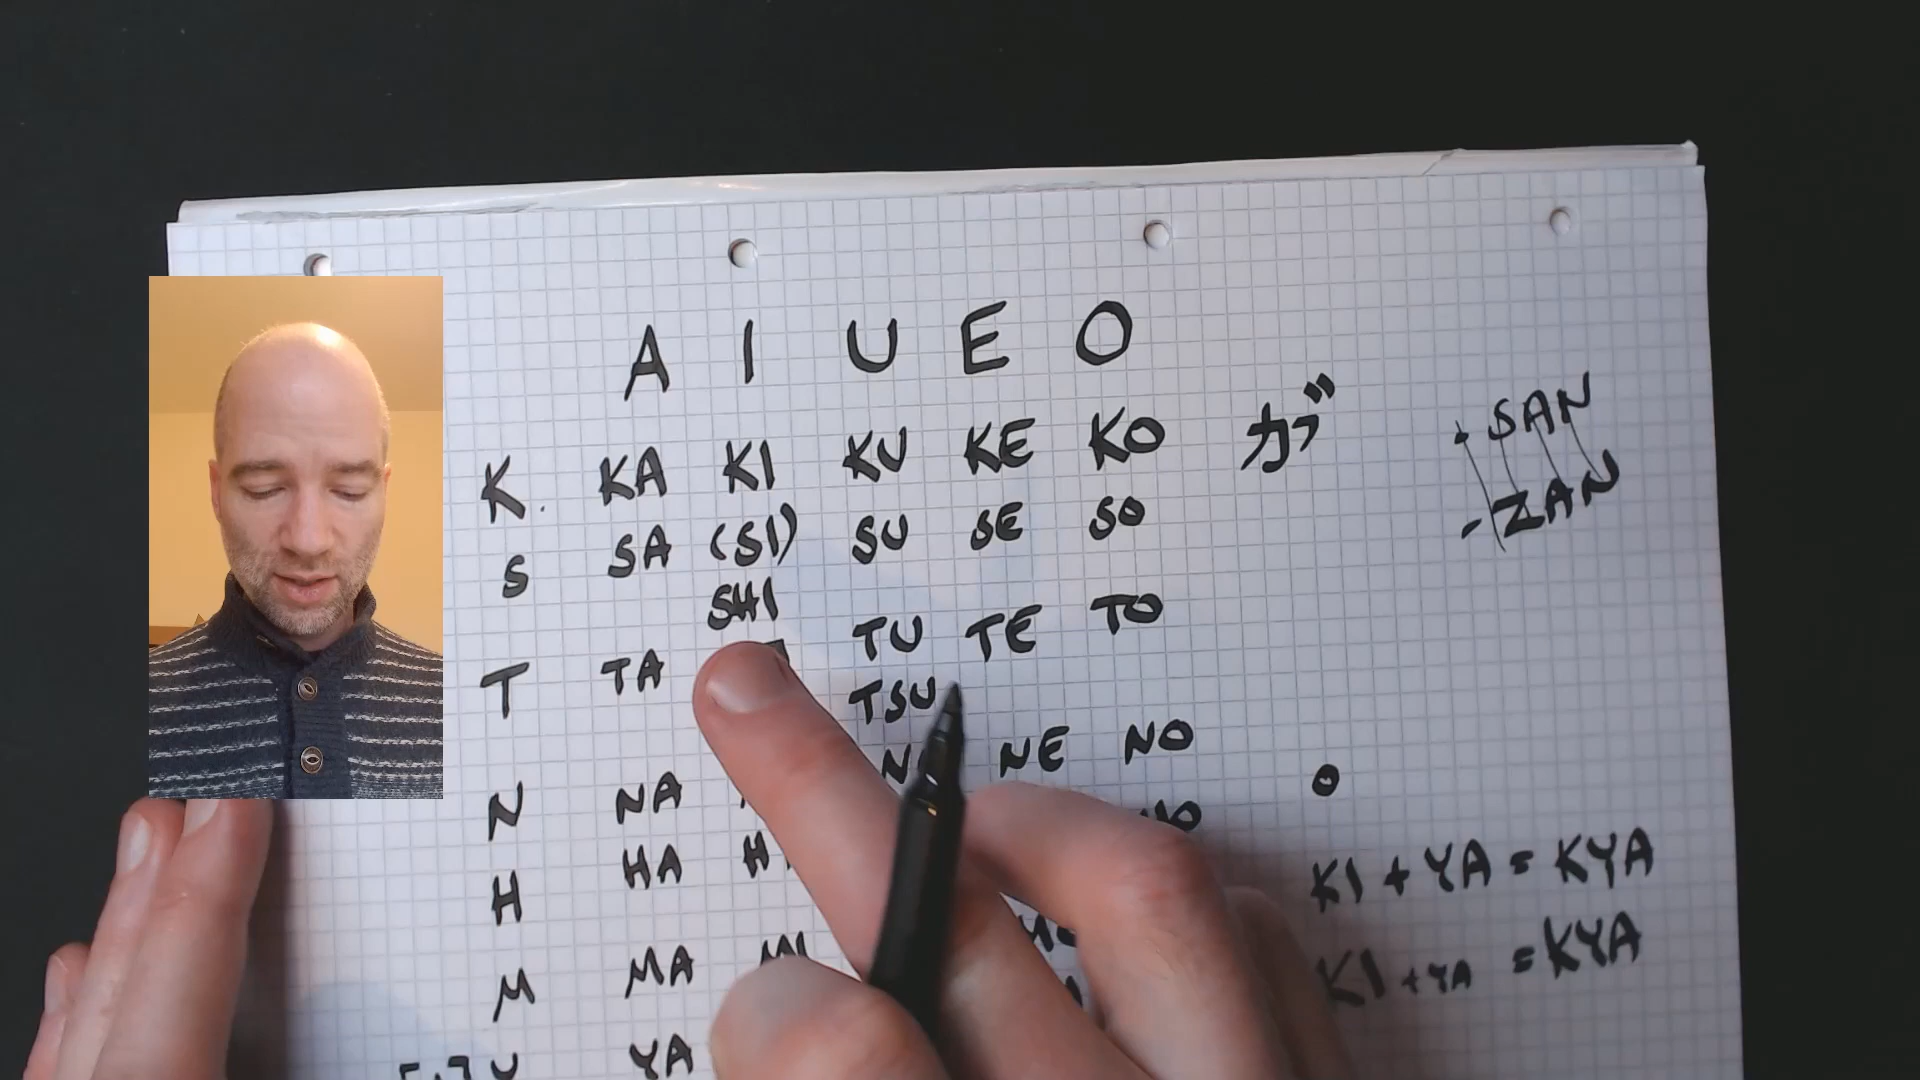 A I U E O
K. KA KI KU KE KO ガ
S SA (SI) SU SE SO
SHI
T TA TU TE TO
TSU
N NA NE NO
H HA
M MA
YA
- SAN
- ZAN
KI + YA = KYA
KI + YA = KYA